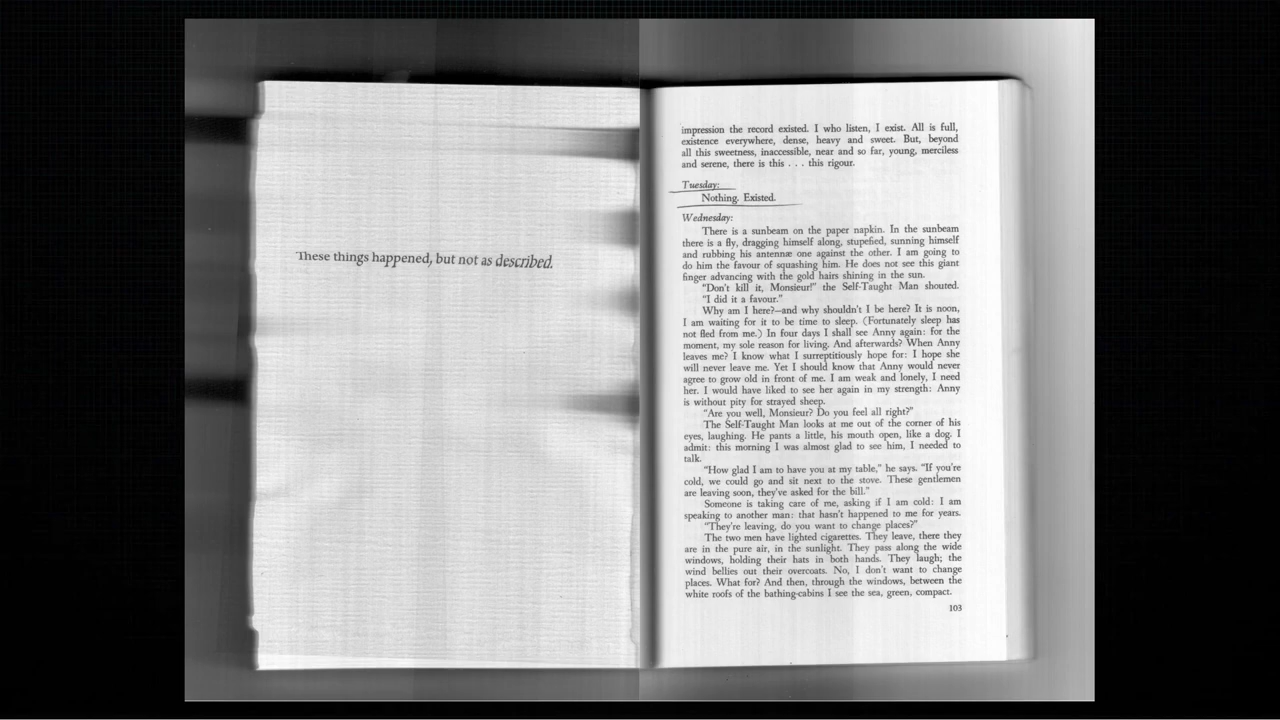 These things happened, but not as described.
impression the record existed. I who listen, I exist. All is full,
existence everywhere, dense, heavy and sweet. But, beyond
all this sweetness, inaccessible, near and so far, young, merciless
and serene, there is this . . . this rigour.
Tuesday:
Nothing. Existed.
Wednesday:
There is a sunbeam on the paper napkin. In the sunbeam
there is a fly, dragging himself along, stupefied, sunning himself
and rubbing his antennæ one against the other. I am going to
do him the favour of squashing him. He does not see this giant
finger advancing with the gold hairs shining in the sun.
"Don't kill it, Monsieur!" the Self-Taught Man shouted.
"I did it a favour."
Why am I here?—and why shouldn't I be here? It is noon,
I am waiting for it to be time to sleep. (Fortunately sleep has
not fled from me.) In four days I shall see Anny again: for the
moment, my sole reason for living. And afterwards? When Anny
leaves me? I know what I surreptitiously hope for: I hope she
will never leave me. Yet I should know that Anny would never
agree to grow old in front of me. I am weak and lonely, I need
her. I would have liked to see her again in my strength: Anny
is without pity for strayed sheep.
"Are you well, Monsieur? Do you feel all right?"
The Self-Taught Man looks at me out of the corner of his
eyes, laughing. He pants a little, his mouth open, like a dog. I
admit: this morning I was almost glad to see him, I needed to
talk.
"How glad I am to have you at my table," he says. "If you're
cold, we could go and sit next to the stove. These gentlemen
are leaving soon, they've asked for the bill."
Someone is taking care of me, asking if I am cold: I am
speaking to another man: that hasn't happened to me for years.
"They're leaving, do you want to change places?"
The two men have lighted cigarettes. They leave, there they
are in the pure air, in the sunlight. They pass along the wide
windows, holding their hats in both hands. They laugh; the
wind bellies out their overcoats. No, I don't want to change
places. What for? And then, through the windows, between the
white roofs of the bathing-cabins I see the sea, green, compact.
103